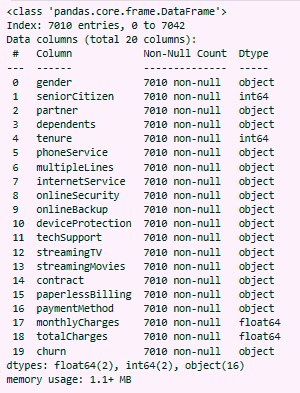 <class 'pandas.core.frame.DataFrame'>
Index: 7010 entries, 0 to 7042
Data columns (total 20 columns):
 #   Column            Non-Null Count  Dtype
---  ------            --------------  -----
 0   gender            7010 non-null   object
 1   seniorCitizen     7010 non-null   int64
 2   partner           7010 non-null   object
 3   dependents        7010 non-null   object
 4   tenure            7010 non-null   int64
 5   phoneService      7010 non-null   object
 6   multipleLines     7010 non-null   object
 7   internetService   7010 non-null   object
 8   onlineSecurity    7010 non-null   object
 9   onlineBackup      7010 non-null   object
 10  deviceProtection  7010 non-null   object
 11  techSupport       7010 non-null   object
 12  streamingTV       7010 non-null   object
 13  streamingMovies   7010 non-null   object
 14  contract          7010 non-null   object
 15  paperlessBilling  7010 non-null   object
 16  paymentMethod     7010 non-null   object
 17  monthlyCharges    7010 non-null   float64
 18  totalCharges      7010 non-null   float64
 19  churn             7010 non-null   object
dtypes: float64(2), int64(2), object(16)
memory usage: 1.1+ MB